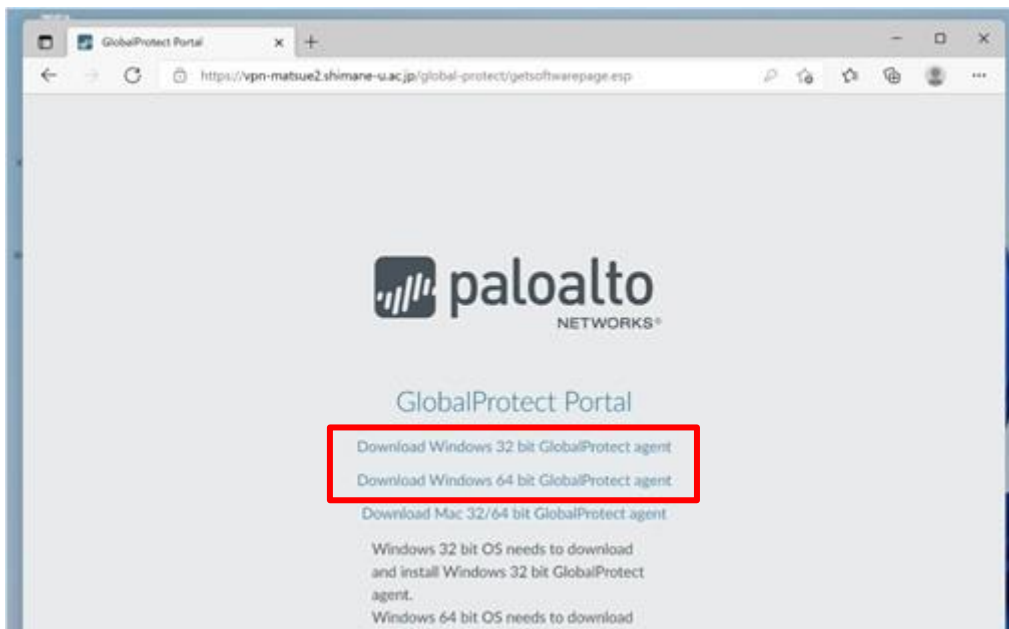 GlobalProtect Portal
https://vpn-matsue2.shimane-u.ac.jp/global-protect/getsoftwarepage.esp
paloalto
NETWORKS®
GlobalProtect Portal
Download Windows 32 bit GlobalProtect agent
Download Windows 64 bit GlobalProtect agent
Download Mac 32/64 bit GlobalProtect agent
Windows 32 bit OS needs to download
and install Windows 32 bit GlobalProtect
agent.
Windows 64 bit OS needs to download